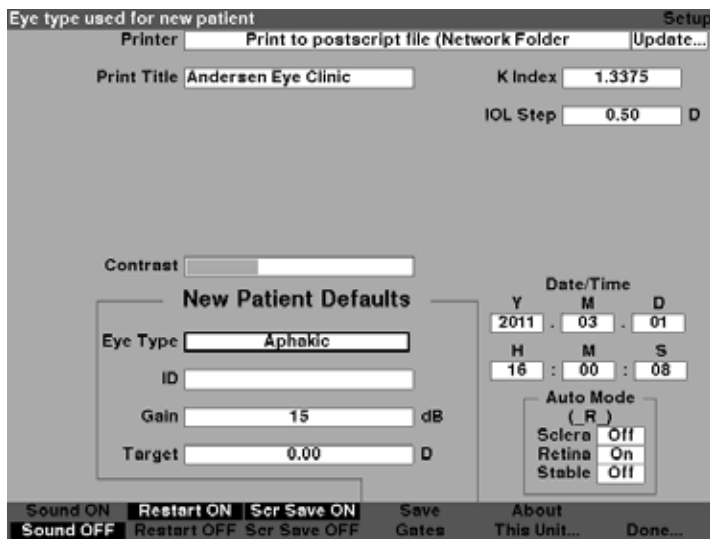 Eye type used for new patient Setup
Printer Print to postscript file (Network Folder Update...
Print Title Andersen Eye Clinic K Index 1.3375
IOL Step 0.50 D
Contrast
Date/Time
New Patient Defaults Y M D
2011 . 03 . 01
Eye Type Aphakic H M S
16 : 00 : 08
ID
Auto Mode
(_R_)
Gain 15 dB Sclera Off
Retina On
Target 0.00 D Stable Off
Sound ON Restart ON Scr Save ON Save About
Sound OFF Restart OFF Scr Save OFF Gates This Unit... Done...